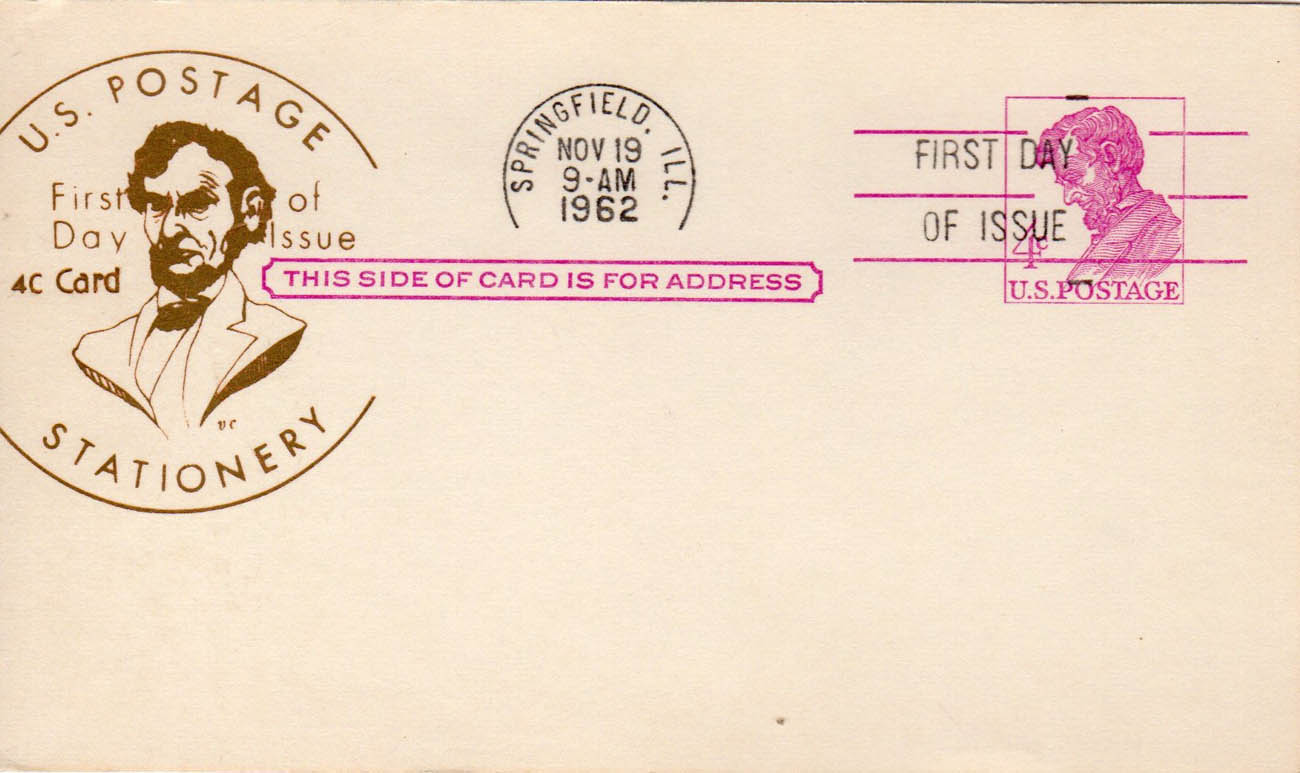 U.S. POSTAGE
First of
Day Issue
4c Card
vc
STATIONERY
SPRINGFIELD, ILL.
NOV 19
9-AM
1962
THIS SIDE OF CARD IS FOR ADDRESS
FIRST DAY
OF ISSUE
4c
U.S.POSTAGE